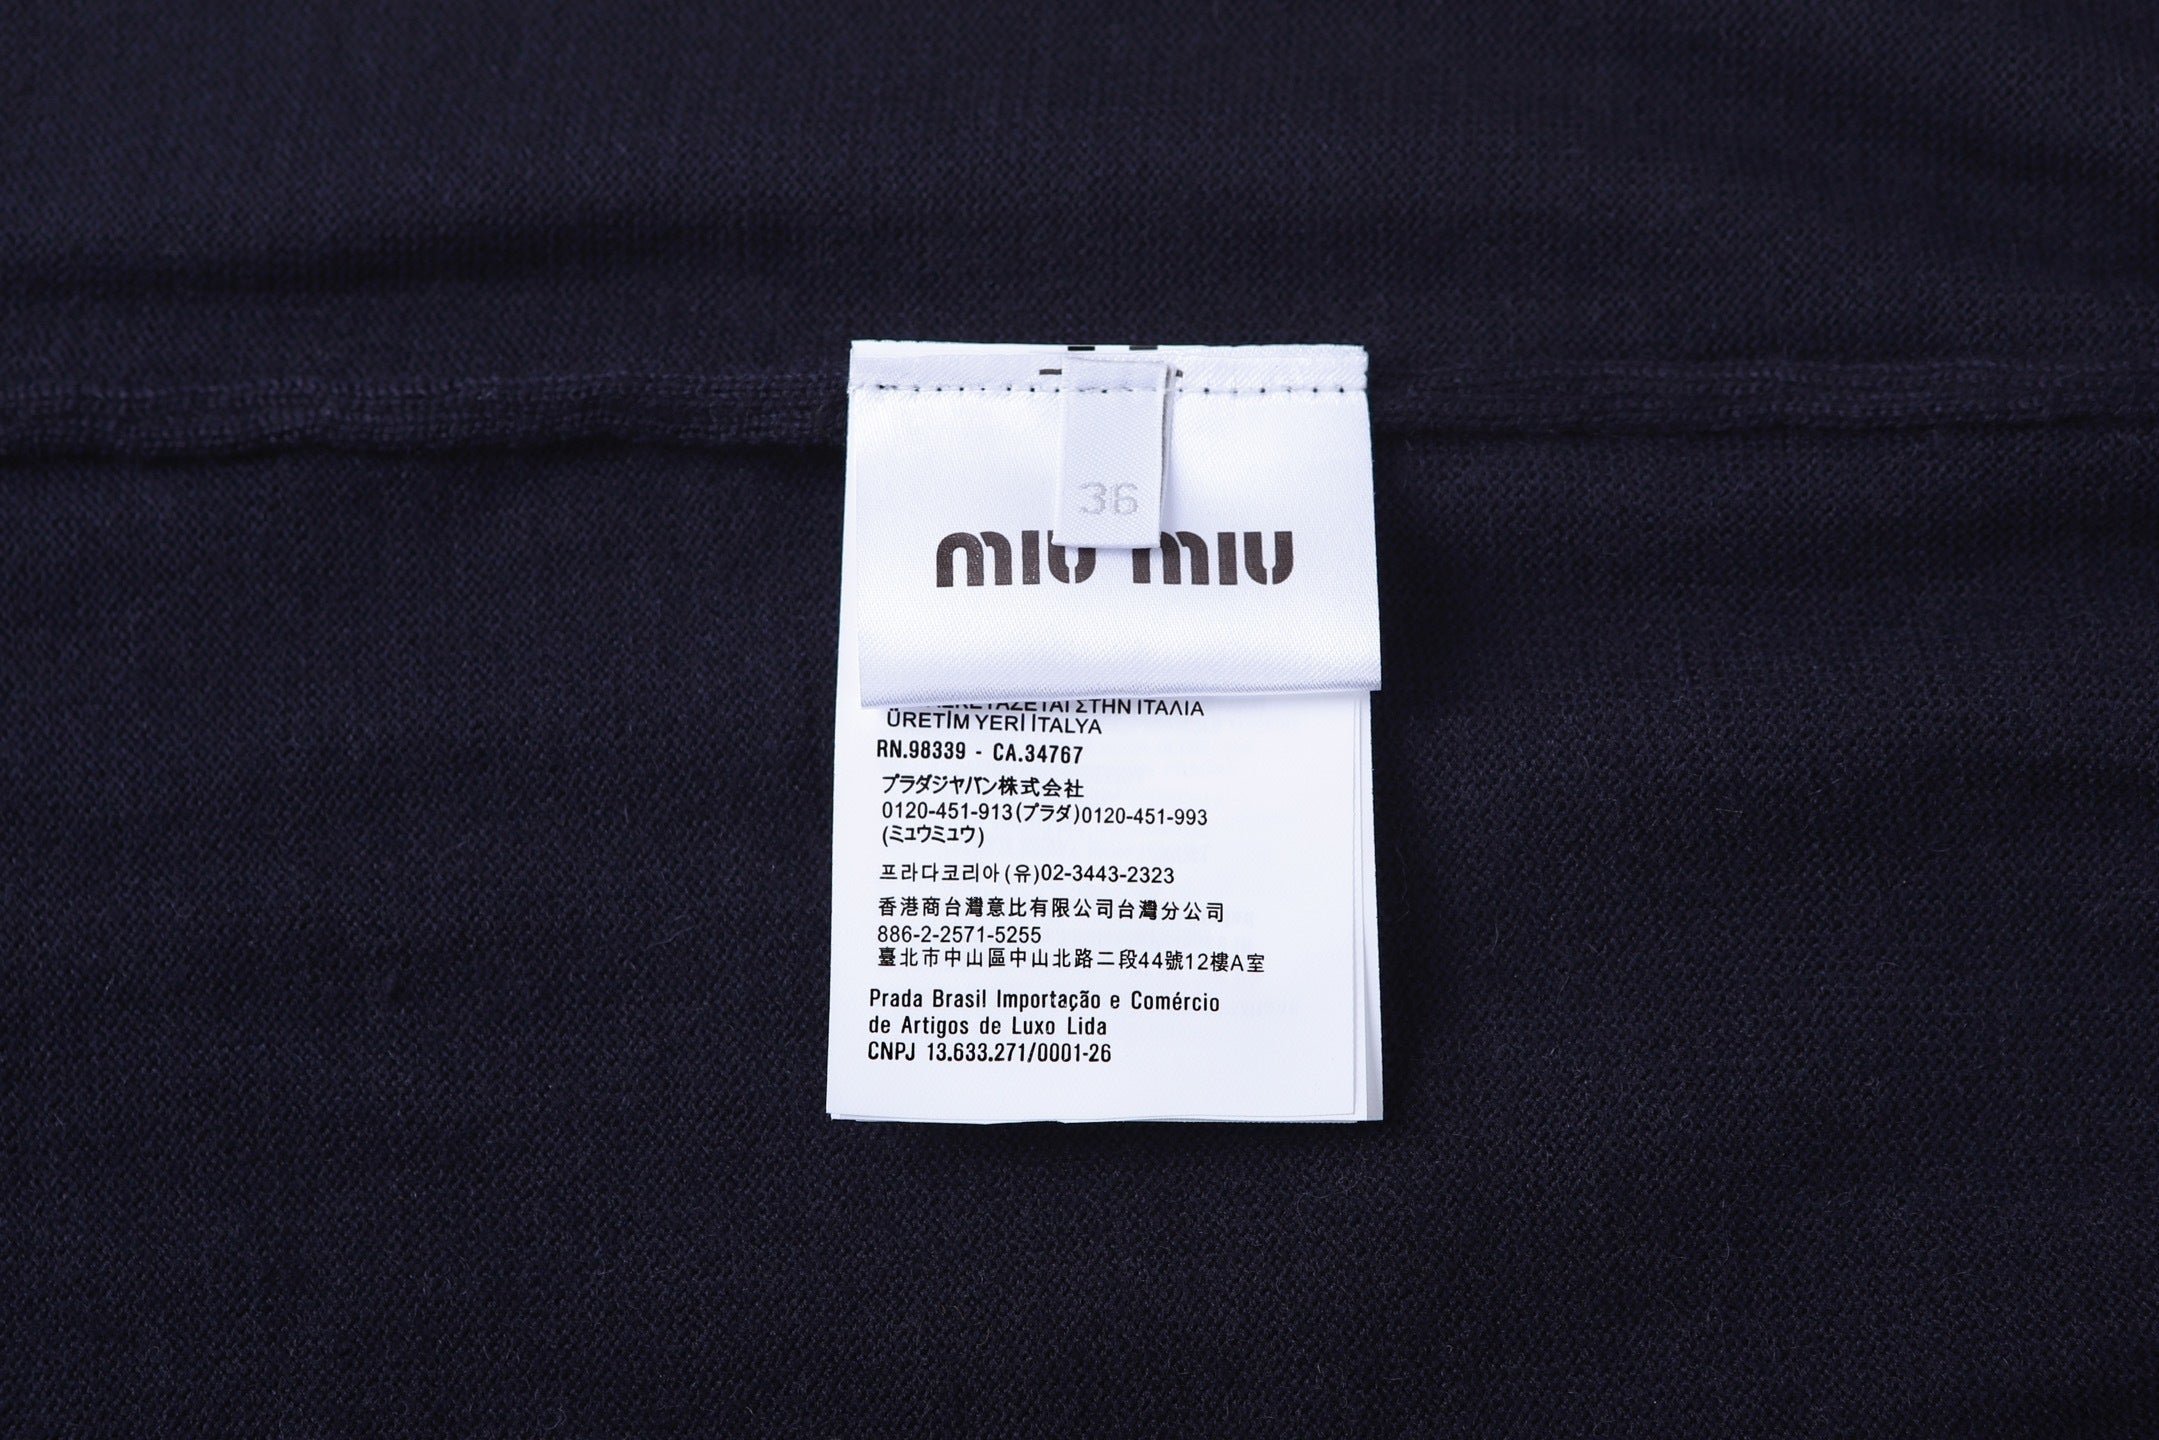 36
miu miu
ΣΤΗΝ ΙΤΑΛΙΑ
ÜRETİM YERİ İTALYA
RN.98339 - CA.34767
プラダジャパン株式会社
0120-451-913(プラダ)0120-451-993
(ミュウミュウ)
프라다코리아(유)02-3443-2323
香港商台灣意比有限公司台灣分公司
886-2-2571-5255
臺北市中山區中山北路二段44號12樓A室
Prada Brasil Importação e Comércio
de Artigos de Luxo Lida
CNPJ 13.633.271/0001-26